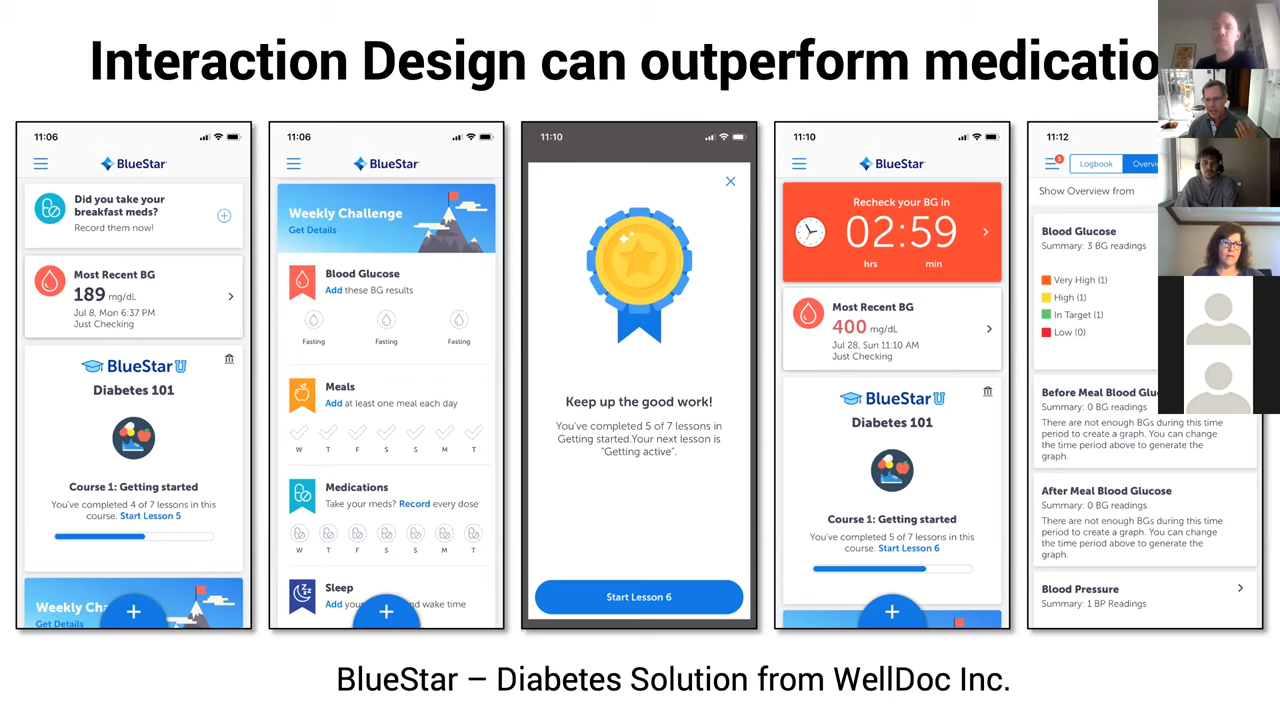 Interaction Design can outperform medicatio
11:06
BlueStar
Did you take your
breakfast meds?
Record them now!
Most Recent BG
189 mg/dL
Jul 8, Mon 6:37 PM
Just Checking
BlueStar U
Diabetes 101
Course 1: Getting started
You've completed 4 of 7 lessons in this
course. Start Lesson 5
Weekly Cha
Get Details
+
11:06
BlueStar
Weekly Challenge
Get Details
Blood Glucose
Add these BG results
Fasting Fasting Fasting
Meals
Add at least one meal each day
W T F S S M T
Medications
Take your meds? Record every dose
W T F S S M T
Sleep
Add you and wake time
+
11:10
Keep up the good work!
You've completed 5 of 7 lessons in
Getting started.Your next lesson is
"Getting active".
Start Lesson 6
11:10
BlueStar
Recheck your BG in
02:59
hrs min
Most Recent BG
400 mg/dL
Jul 28, Sun 11:10 AM
Just Checking
BlueStar U
Diabetes 101
Course 1: Getting started
You've completed 5 of 7 lessons in this
course. Start Lesson 6
+
11:12
5
Logbook Overvi
Show Overview from
Blood Glucose
Summary: 3 BG readings
Very High (1)
High (1)
In Target (1)
Low (0)
Before Meal Blood Glu
Summary: 0 BG readings
There are not enough BGs during this time
period to create a graph. You can change
the time period above to generate the
graph.
After Meal Blood Glucose
Summary: 0 BG readings
There are not enough BGs during this time
period to create a graph. You can change
the time period above to generate the
graph.
Blood Pressure
Summary: 1 BP Readings
BlueStar – Diabetes Solution from WellDoc Inc.